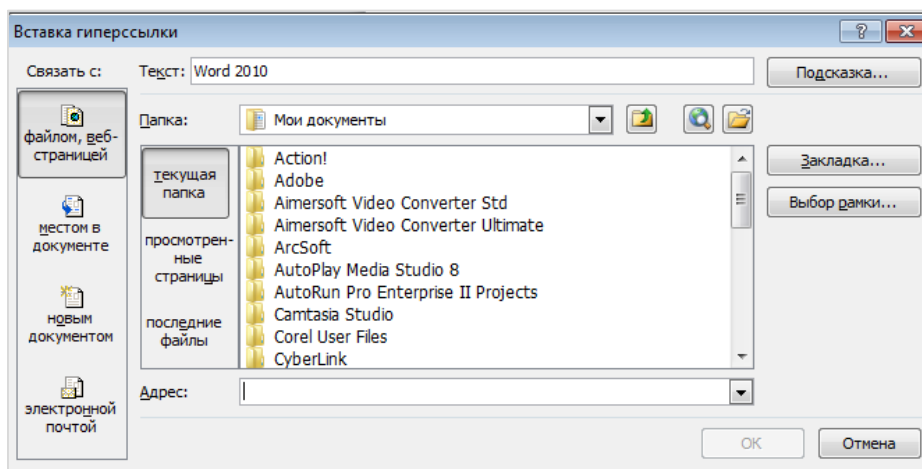 Вставка гиперссылки
Связать с:
Текст: Word 2010
Подсказка...
файлом, веб-
страницей
Папка: Мои документы
местом в
документе
новым
документом
электронной
почтой
текущая
папка
просмотрен-
ные
страницы
последние
файлы
Action!
Adobe
Aimersoft Video Converter Std
Aimersoft Video Converter Ultimate
ArcSoft
AutoPlay Media Studio 8
AutoRun Pro Enterprise II Projects
Camtasia Studio
Corel User Files
CyberLink
Закладка...
Выбор рамки...
Адрес:
ОК
Отмена